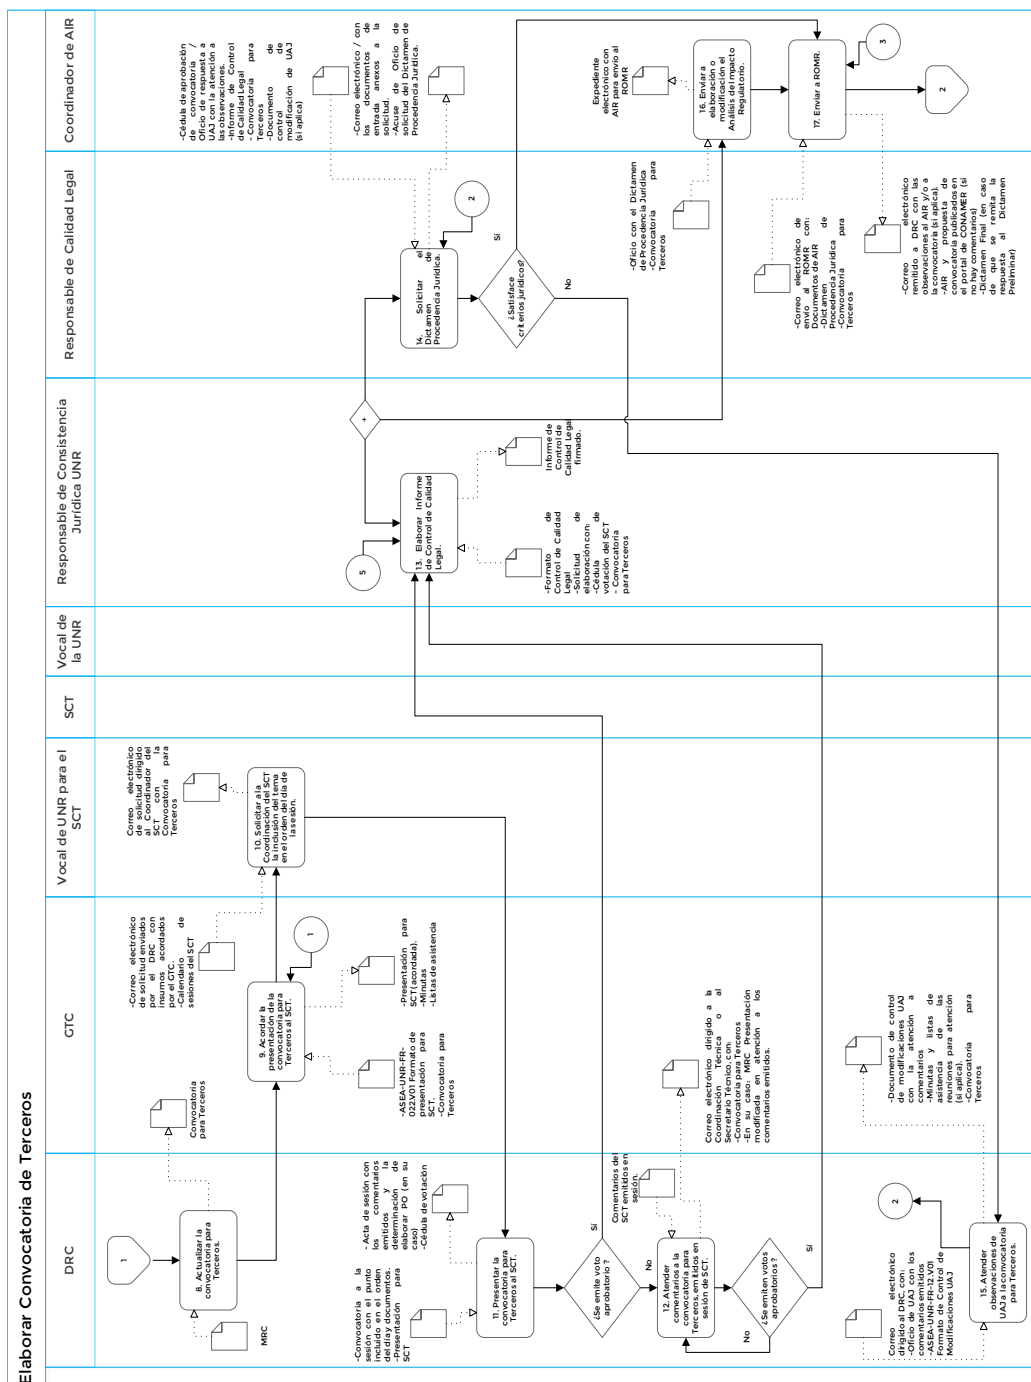 Elaborar Convocatoria de Terceros
DRC
GTC
Vocal de UNR para el
SCT
SCT
Vocal de
la UNR
Responsable de Consistencia
Jurídica UNR
Responsable de Calidad Legal
Coordinador de AIR
1
8. Actualizar la
convocatoria para
Terceros.
MRC
Convocatoria
para Terceros
9. Acordar la
presentación de la
convocatoria para
Terceros al SCT.
1
-ASEA-UNR-FR-
022.V01 Formato de
presentación para
SCT.
-Convocatoria para
Terceros
-Presentación para
SCT(acordada).
-Minutas
-Listas de asistencia
-Correo electrónico
de solicitud enviados
por el DRC con
insumos acordados
por el GTC.
-Calendario de
sesiones del SCT
10. Solicitar a la
Coordinación del SCT
la inclusión del tema
en el orden del día de
la sesión.
Correo electrónico
de solicitud dirigido
al Coordinador del
SCT con la
Convocatoria para
Terceros
-Convocatoria a la
sesión con el punto
incluido en el orden
del día y documentos.
-Presentación para
SCT
-Acta de sesión con
los comentarios
emitidos y la
determinación de
elaborar PO (en su
caso)
-Cédula de votación
11. Presentar la
convocatoria para
Terceros al SCT.
¿Se emite voto
aprobatorio ?
Sí
No
Comentarios del
SCT emitidos en
sesión.
12. Atender
comentarios a la
convocatoria para
Terceros, emitidos en
sesión de SCT.
Correo electrónico dirigido a la
Coordinación Técnica o al
Secretario Técnico, con:
-Convocatoria para Terceros
-En su caso: MRC Presentación
modificada en atención a los
comentarios emitidos.
¿Se emiten votos
aprobatorios ?
No
Sí
5
13. Elaborar Informe
de Control de Calidad
Legal.
-Formato de
Control de Calidad
Legal
-Solicitud de
elaboración con:
-Cédula de
votación del SCT
- Convocatoria
para Terceros
Informe de
Control de
Calidad Legal
firmado.
+
-Cédula de aprobación
de convocatoria /
Oficio de respuesta a
UAJ con la atención a
las observaciones.
-Informe de Control
de Calidad Legal
- Convocatoria para
Terceros
-Documento de
control de
modificación de UAJ
(si aplica)
-Correo electrónico / con
los documentos de
entrada anexos a la
solicitud.
-Acuse de Oficio de
solicitud del Dictamen de
Procedencia Jurídica.
14. Solicitar el
Dictamen de
Procedencia Jurídica.
2
¿Satisface
criterios jurídicos?
Sí
No
Correo electrónico
dirigido al DRC, con:
-Oficio de UAJ con los
comentarios emitidos
-ASEA-UNR-FR-12.V01
Formato de Control de
Modificaciones UAJ
15. Atender
observaciones de
UAJ a la convocatoria
para Terceros.
2
-Documento de control
de modificaciones UAJ
con la atención a
comentarios
-Minutas y listas de
asistencia de las
reuniones para atención
(si aplica).
-Convocatoria para
Terceros
-Oficio con el Dictamen
de Procedencia Jurídica
-Convocatoria para
Terceros
Expediente
electrónico con
AIR para envío al
ROMR
16. Enviar a
elaboración o
modificación el
Análisis del Impacto
Regulatorio.
-Correo electrónico de
envío al ROMR con:
Documentos de AIR
-Dictamen de
Procedencia Jurídica
-Convocatoria para
Terceros
17. Enviar a ROMR.
3
2
-Correo electrónico
remitido a DRC con las
observaciones al AIR y/o a
la convocatoria (si aplica).
-AIR y propuesta de
convocatoria publicados en
el portal de CONAMER (si
no hay comentarios)
-Dictamen Final (en caso
de que se remita la
respuesta al Dictamen
Preliminar)